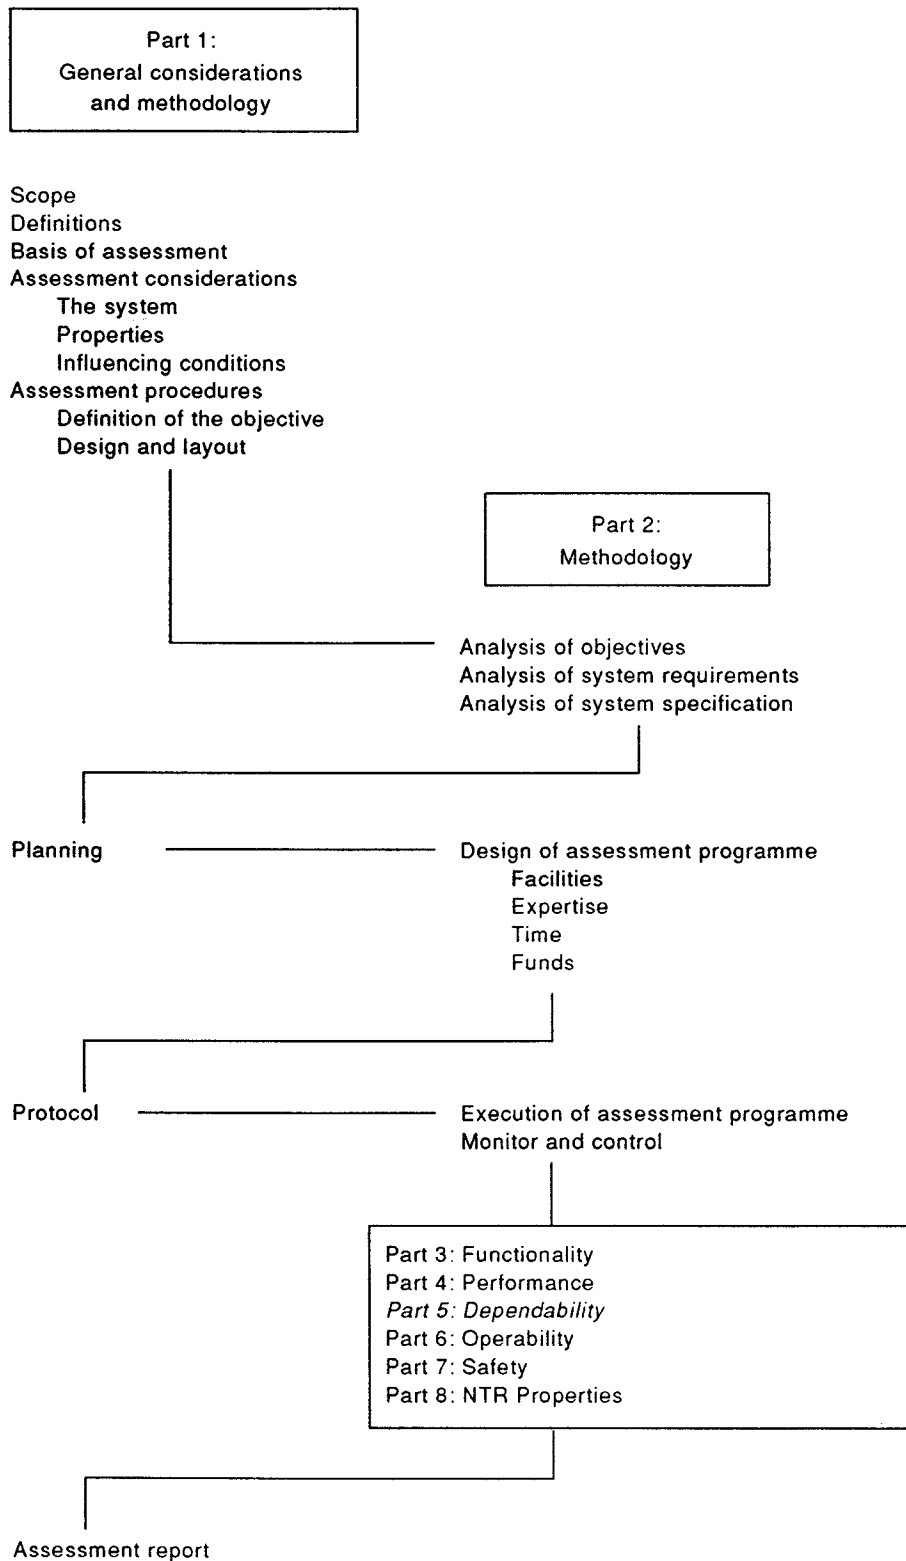 Part 1:
General considerations
and methodology
Scope
Definitions
Basis of assessment
Assessment considerations
The system
Properties
Influencing conditions
Assessment procedures
Definition of the objective
Design and layout
Part 2:
Methodology
Analysis of objectives
Analysis of system requirements
Analysis of system specification
Planning
Design of assessment programme
Facilities
Expertise
Time
Funds
Protocol
Execution of assessment programme
Monitor and control
Part 3: Functionality
Part 4: Performance
Part 5: Dependability
Part 6: Operability
Part 7: Safety
Part 8: NTR Properties
Assessment report